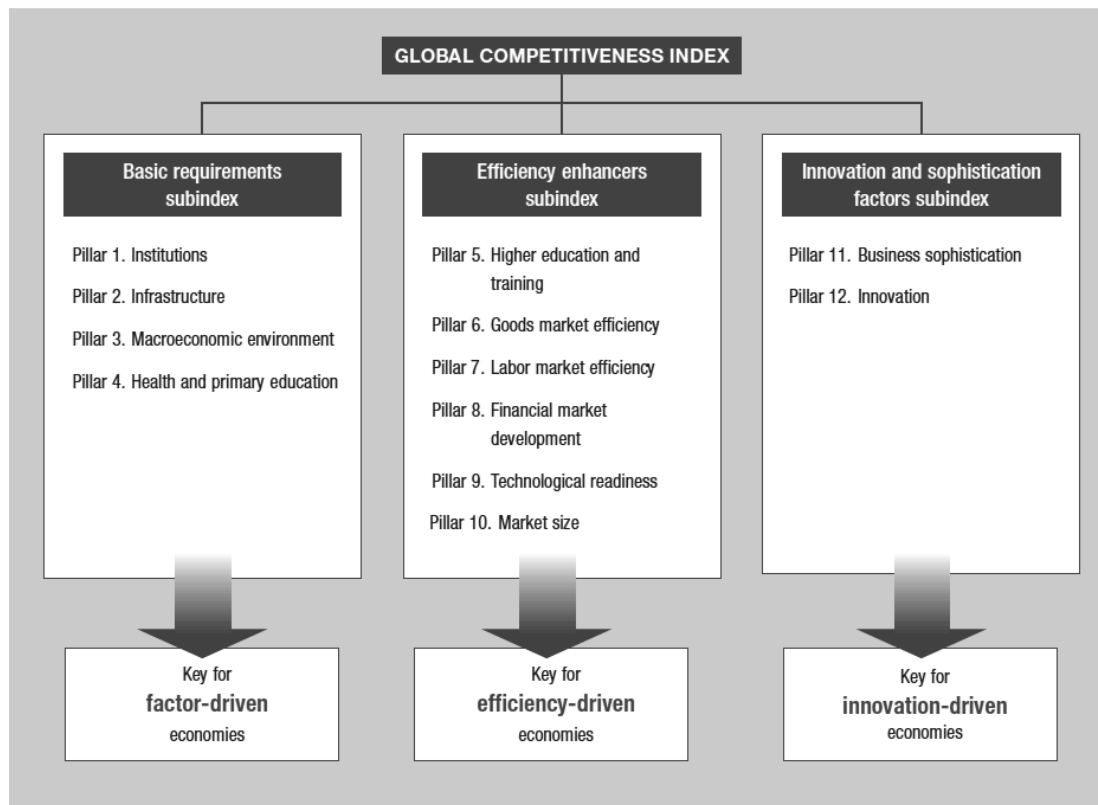 GLOBAL COMPETITIVENESS INDEX
Basic requirements
subindex
Pillar 1. Institutions
Pillar 2. Infrastructure
Pillar 3. Macroeconomic environment
Pillar 4. Health and primary education
Key for
factor-driven
economies
Efficiency enhancers
subindex
Pillar 5. Higher education and
training
Pillar 6. Goods market efficiency
Pillar 7. Labor market efficiency
Pillar 8. Financial market
development
Pillar 9. Technological readiness
Pillar 10. Market size
Key for
efficiency-driven
economies
Innovation and sophistication
factors subindex
Pillar 11. Business sophistication
Pillar 12. Innovation
Key for
innovation-driven
economies